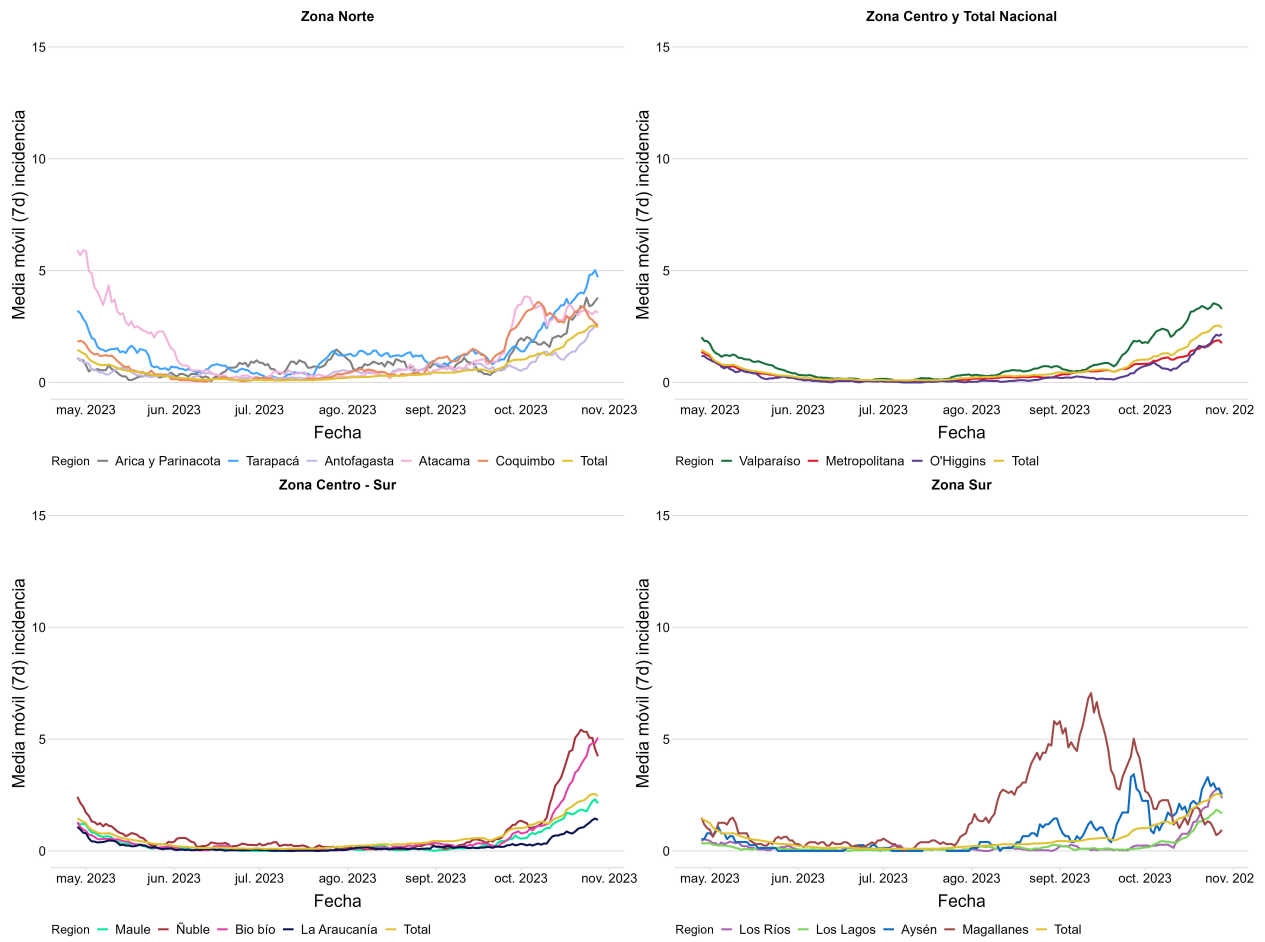 Zona Norte
15
10
5
0
Media móvil (7d) incidencia
may. 2023 jun. 2023 jul. 2023 ago. 2023 sept. 2023 oct. 2023 nov. 2023
Fecha
Region Arica y Parinacota Tarapacá Antofagasta Atacama Coquimbo Total
Zona Centro y Total Nacional
15
10
5
0
Media móvil (7d) incidencia
may. 2023 jun. 2023 jul. 2023 ago. 2023 sept. 2023 oct. 2023 nov. 202
Fecha
Region Valparaíso Metropolitana O'Higgins Total
Zona Centro - Sur
15
10
5
0
Media móvil (7d) incidencia
may. 2023 jun. 2023 jul. 2023 ago. 2023 sept. 2023 oct. 2023 nov. 2023
Fecha
Region Maule Ñuble Bio bío La Araucanía Total
Zona Sur
15
10
5
0
Media móvil (7d) incidencia
may. 2023 jun. 2023 jul. 2023 ago. 2023 sept. 2023 oct. 2023 nov. 202
Fecha
Region Los Ríos Los Lagos Aysén Magallanes Total